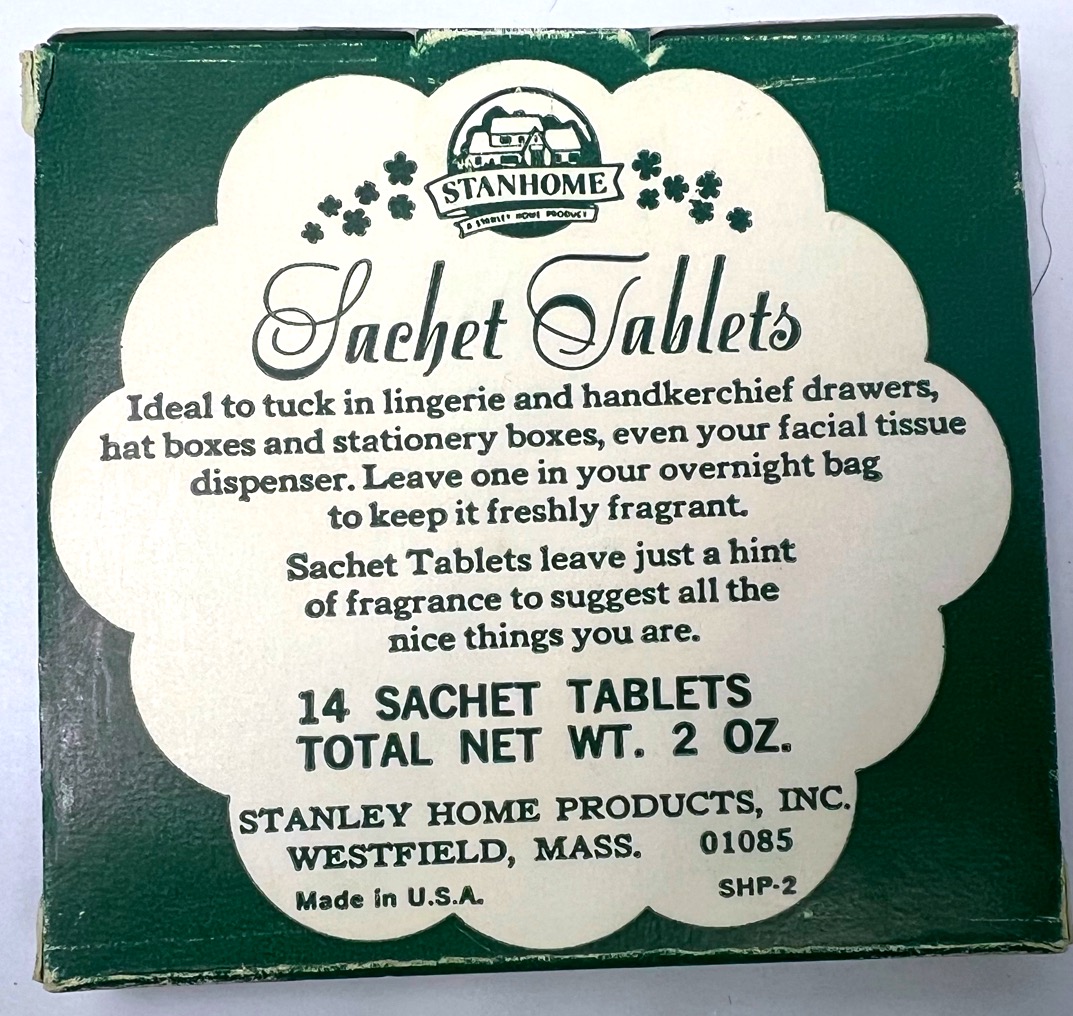 STANHOME
A STANLEY HOME PRODUCT
Sachet Tablets
Ideal to tuck in lingerie and handkerchief drawers,
hat boxes and stationery boxes, even your facial tissue
dispenser. Leave one in your overnight bag
to keep it freshly fragrant.
Sachet Tablets leave just a hint
of fragrance to suggest all the
nice things you are.
14 SACHET TABLETS
TOTAL NET WT. 2 OZ.
STANLEY HOME PRODUCTS, INC.
WESTFIELD, MASS. 01085
Made in U.S.A. SHP-2